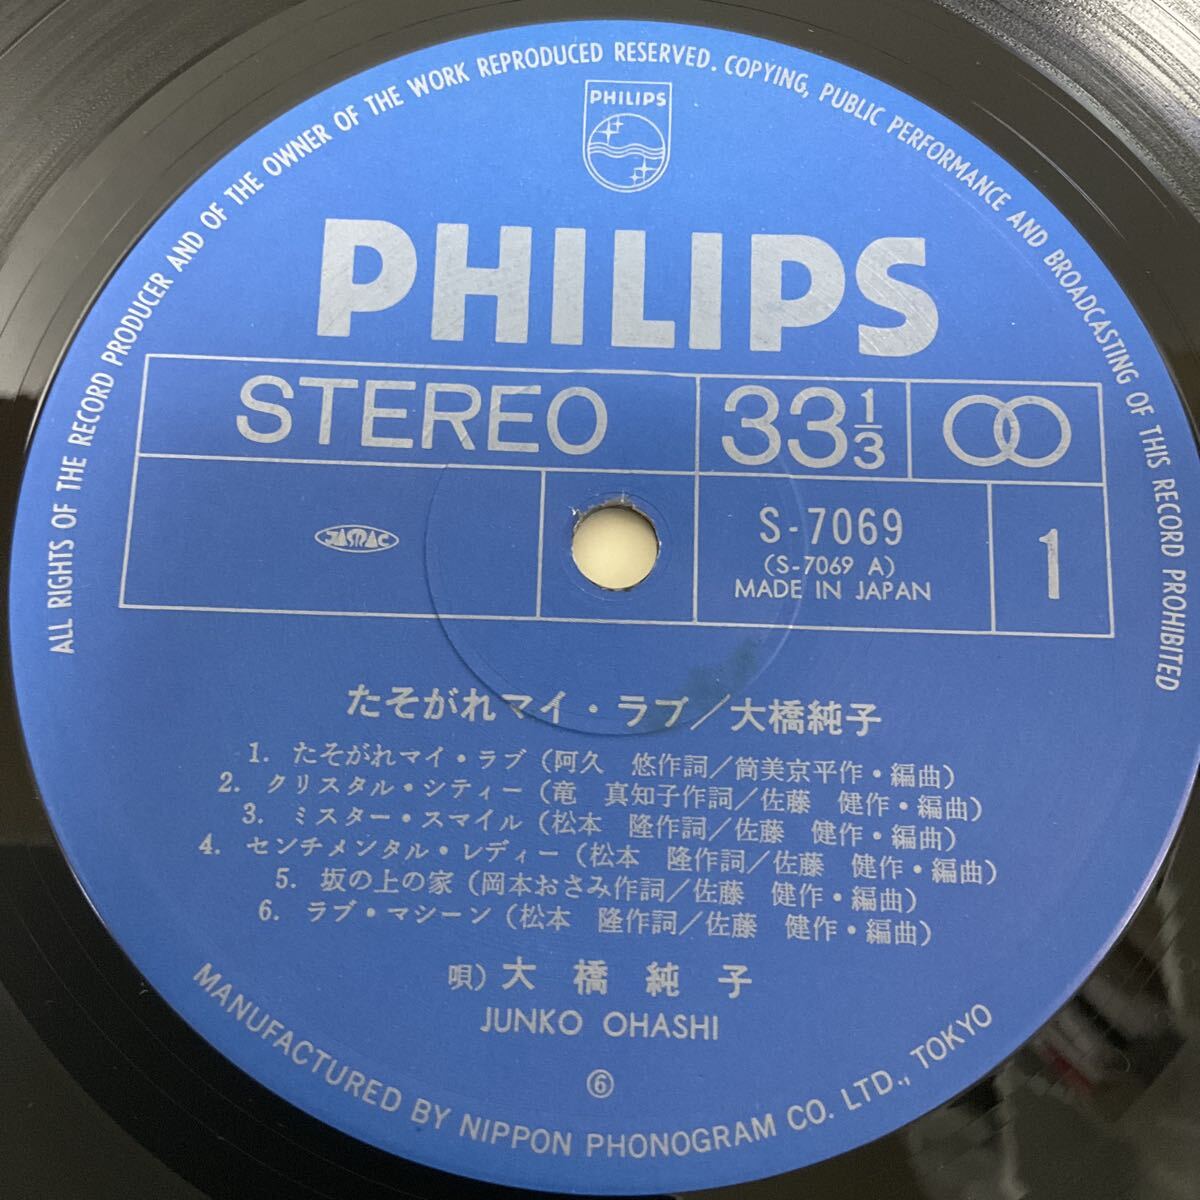 ALL RIGHTS OF THE RECORD PRODUCER AND OF THE OWNER OF THE WORK REPRODUCED RESERVED. COPYING, PUBLIC PERFORMANCE AND BROADCASTING OF THIS RECORD PROHIBITED
PHILIPS
PHILIPS
STEREO
33 1/3
JASRAC
S-7069
(S-7069 A)
MADE IN JAPAN
1
たそがれマイ・ラブ／大橋純子
1. たそがれマイ・ラブ（阿久 悠作詞／筒美京平作・編曲）
2. クリスタル・シティー（竜 真知子作詞／佐藤 健作・編曲）
3. ミスター・スマイル（松本 隆作詞／佐藤 健作・編曲）
4. センチメンタル・レディー（松本 隆作詞／佐藤 健作・編曲）
5. 坂の上の家（岡本おさみ作詞／佐藤 健作・編曲）
6. ラブ・マシーン（松本 隆作詞／佐藤 健作・編曲）
唄）大橋純子
JUNKO OHASHI
⑥
MANUFACTURED BY NIPPON PHONOGRAM CO. LTD., TOKYO